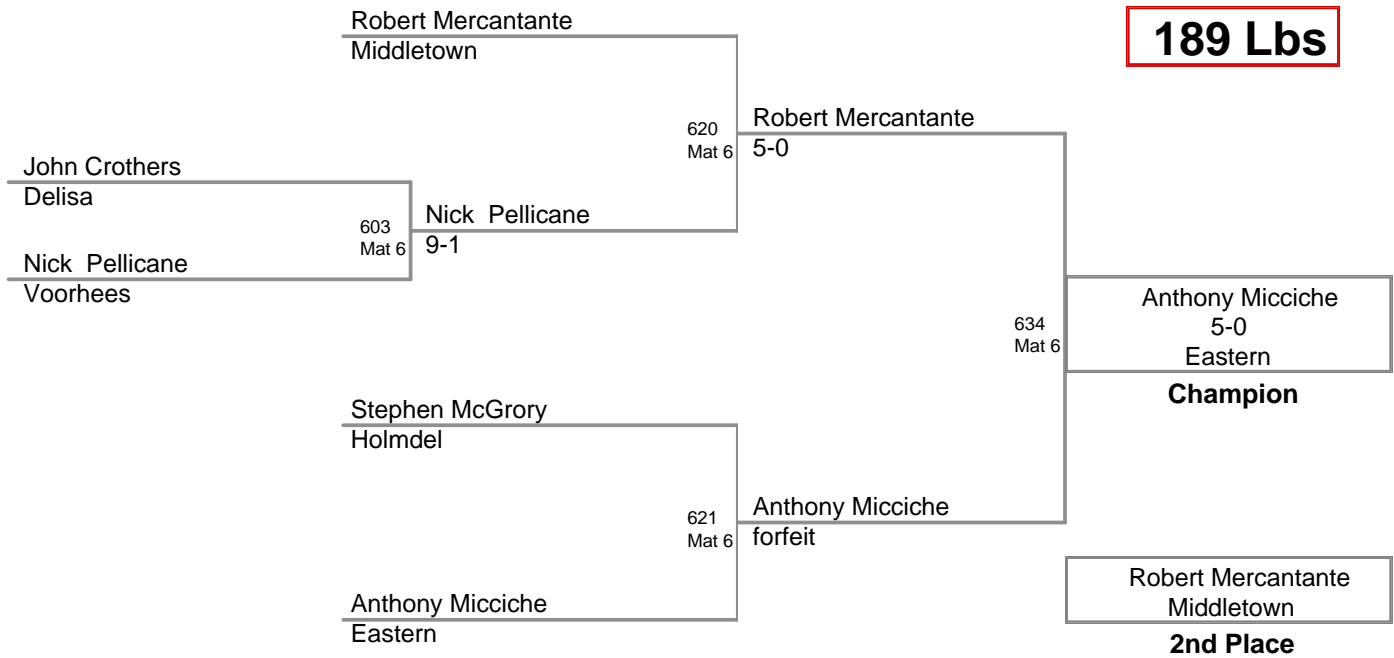 Robert Mercantante
Middletown
189 Lbs
620
Mat 6
Robert Mercantante
5-0
John Crothers
Delisa
603
Mat 6
Nick  Pellicane
9-1
Nick  Pellicane
Voorhees
634
Mat 6
Anthony Micciche
5-0
Eastern
Champion
Stephen McGrory
Holmdel
621
Mat 6
Anthony Micciche
forfeit
Anthony Micciche
Eastern
Robert Mercantante
Middletown
2nd Place